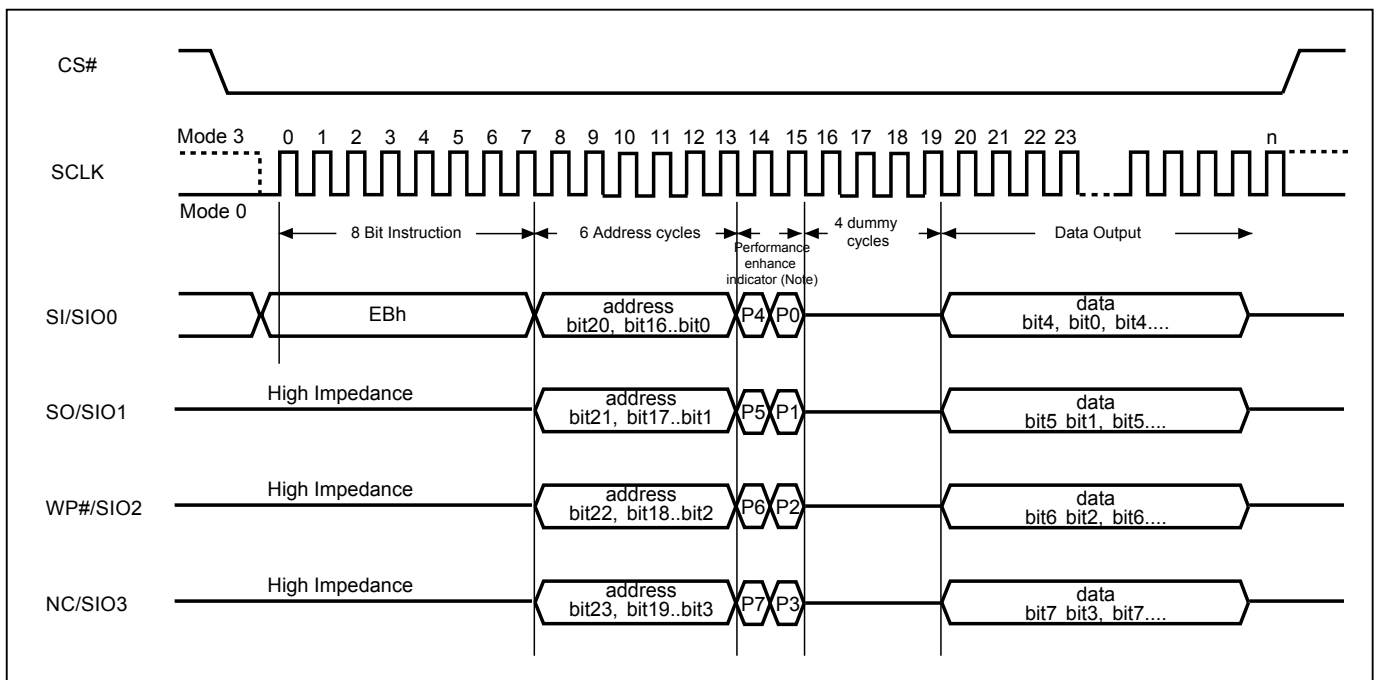 CS#
Mode 3
0 1 2 3 4 5 6 7 8 9 10 11 12 13 14 15 16 17 18 19 20 21 22 23 n
SCLK
Mode 0
8 Bit Instruction
6 Address cycles
Performance
enhance
indicator (Note)
4 dummy
cycles
Data Output
SI/SIO0
EBh
address
bit20, bit16..bit0
P4 P0
data
bit4, bit0, bit4....
SO/SIO1
High Impedance
address
bit21, bit17..bit1
P5 P1
data
bit5 bit1, bit5....
WP#/SIO2
High Impedance
address
bit22, bit18..bit2
P6 P2
data
bit6 bit2, bit6....
NC/SIO3
High Impedance
address
bit23, bit19..bit3
P7 P3
data
bit7 bit3, bit7....